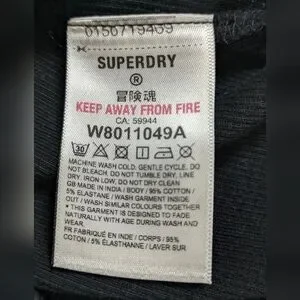 0150719469
SUPERDRY
®
冒険魂
KEEP AWAY FROM FIRE
CA: 59944
W8011049A
30
MACHINE WASH COLD, GENTLE CYCLE, DO
NOT BLEACH, DO NOT TUMBLE DRY, LINE
DRY, IRON LOW, DO NOT DRY CLEAN
GB MADE IN INDIA / BODY / 95% COTTON /
5% ELASTANE / WASH GARMENT INSIDE
OUT / WASH SIMILAR COLOURS TOGETHER
• THIS GARMENT IS DESIGNED TO FADE
NATURALLY WITH AGE DURING WASH AND
WEAR.
FR FABRIQUÉ EN INDE / CORPS / 95%
COTON / 5% ÉLASTHANNE / LAVER SUR